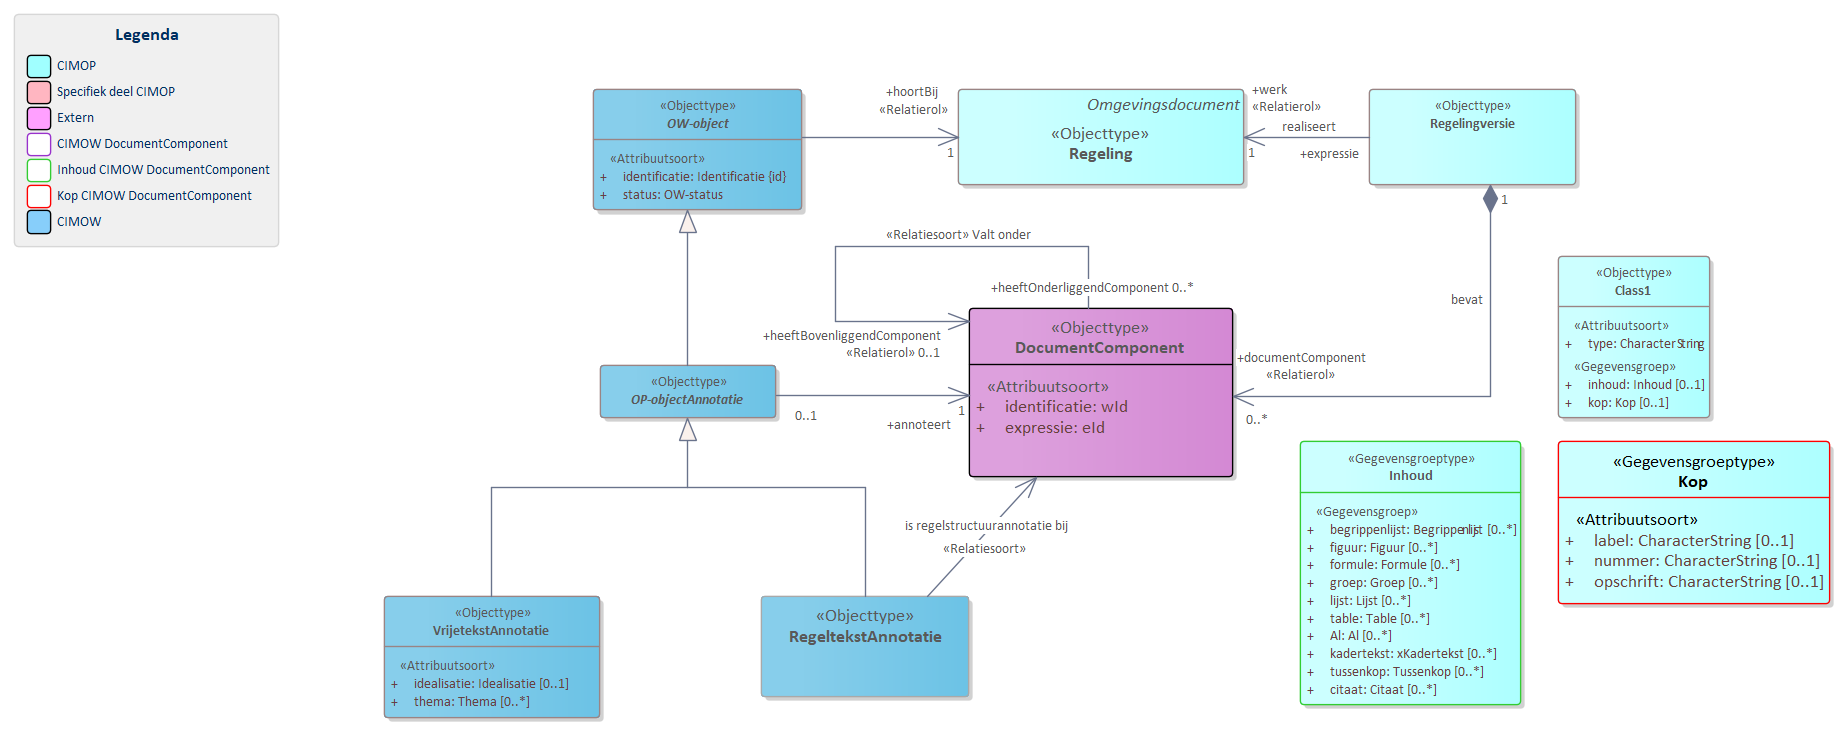 Legenda
CIMOP
Specifiek deel CIMOP
Extern
CIMOW DocumentComponent
Inhoud CIMOW DocumentComponent
Kop CIMOW DocumentComponent
CIMOW
«Objecttype»
OW-object
«Attribuutsoort»
+ identificatie: Identificatie {id}
+ status: OW-status
+hoortBij
«Relatierol»
1
Omgevingsdocument
«Objecttype»
Regeling
+werk
«Relatierol»
realiseert
1
+expressie
«Objecttype»
Regelingversie
1
bevat
«Relatiesoort» Valt onder
+heeftOnderliggendComponent 0..*
+heeftBovenliggendComponent
«Relatierol» 0..1
«Objecttype»
DocumentComponent
«Attribuutsoort»
+ identificatie: wId
+ expressie: eId
+documentComponent
«Relatierol»
0..*
«Objecttype»
OP-objectAnnotatie
0..1
1
+annoteert
is regelstructuurannotatie bij
«Relatiesoort»
«Objecttype»
VrijetekstAnnotatie
«Attribuutsoort»
+ idealisatie: Idealisatie [0..1]
+ thema: Thema [0..*]
«Objecttype»
RegeltekstAnnotatie
«Objecttype»
Class1
«Attribuutsoort»
+ type: CharacterString
«Gegevensgroep»
+ inhoud: Inhoud [0..1]
+ kop: Kop [0..1]
«Gegevensgroeptype»
Inhoud
«Gegevensgroep»
+ begrippenlijst: Begrippenlijst [0..*]
+ figuur: Figuur [0..*]
+ formule: Formule [0..*]
+ groep: Groep [0..*]
+ lijst: Lijst [0..*]
+ table: Table [0..*]
+ Al: Al [0..*]
+ kadertekst: xKadertekst [0..*]
+ tussenkop: Tussenkop [0..*]
+ citaat: Citaat [0..*]
«Gegevensgroeptype»
Kop
«Attribuutsoort»
+ label: CharacterString [0..1]
+ nummer: CharacterString [0..1]
+ opschrift: CharacterString [0..1]